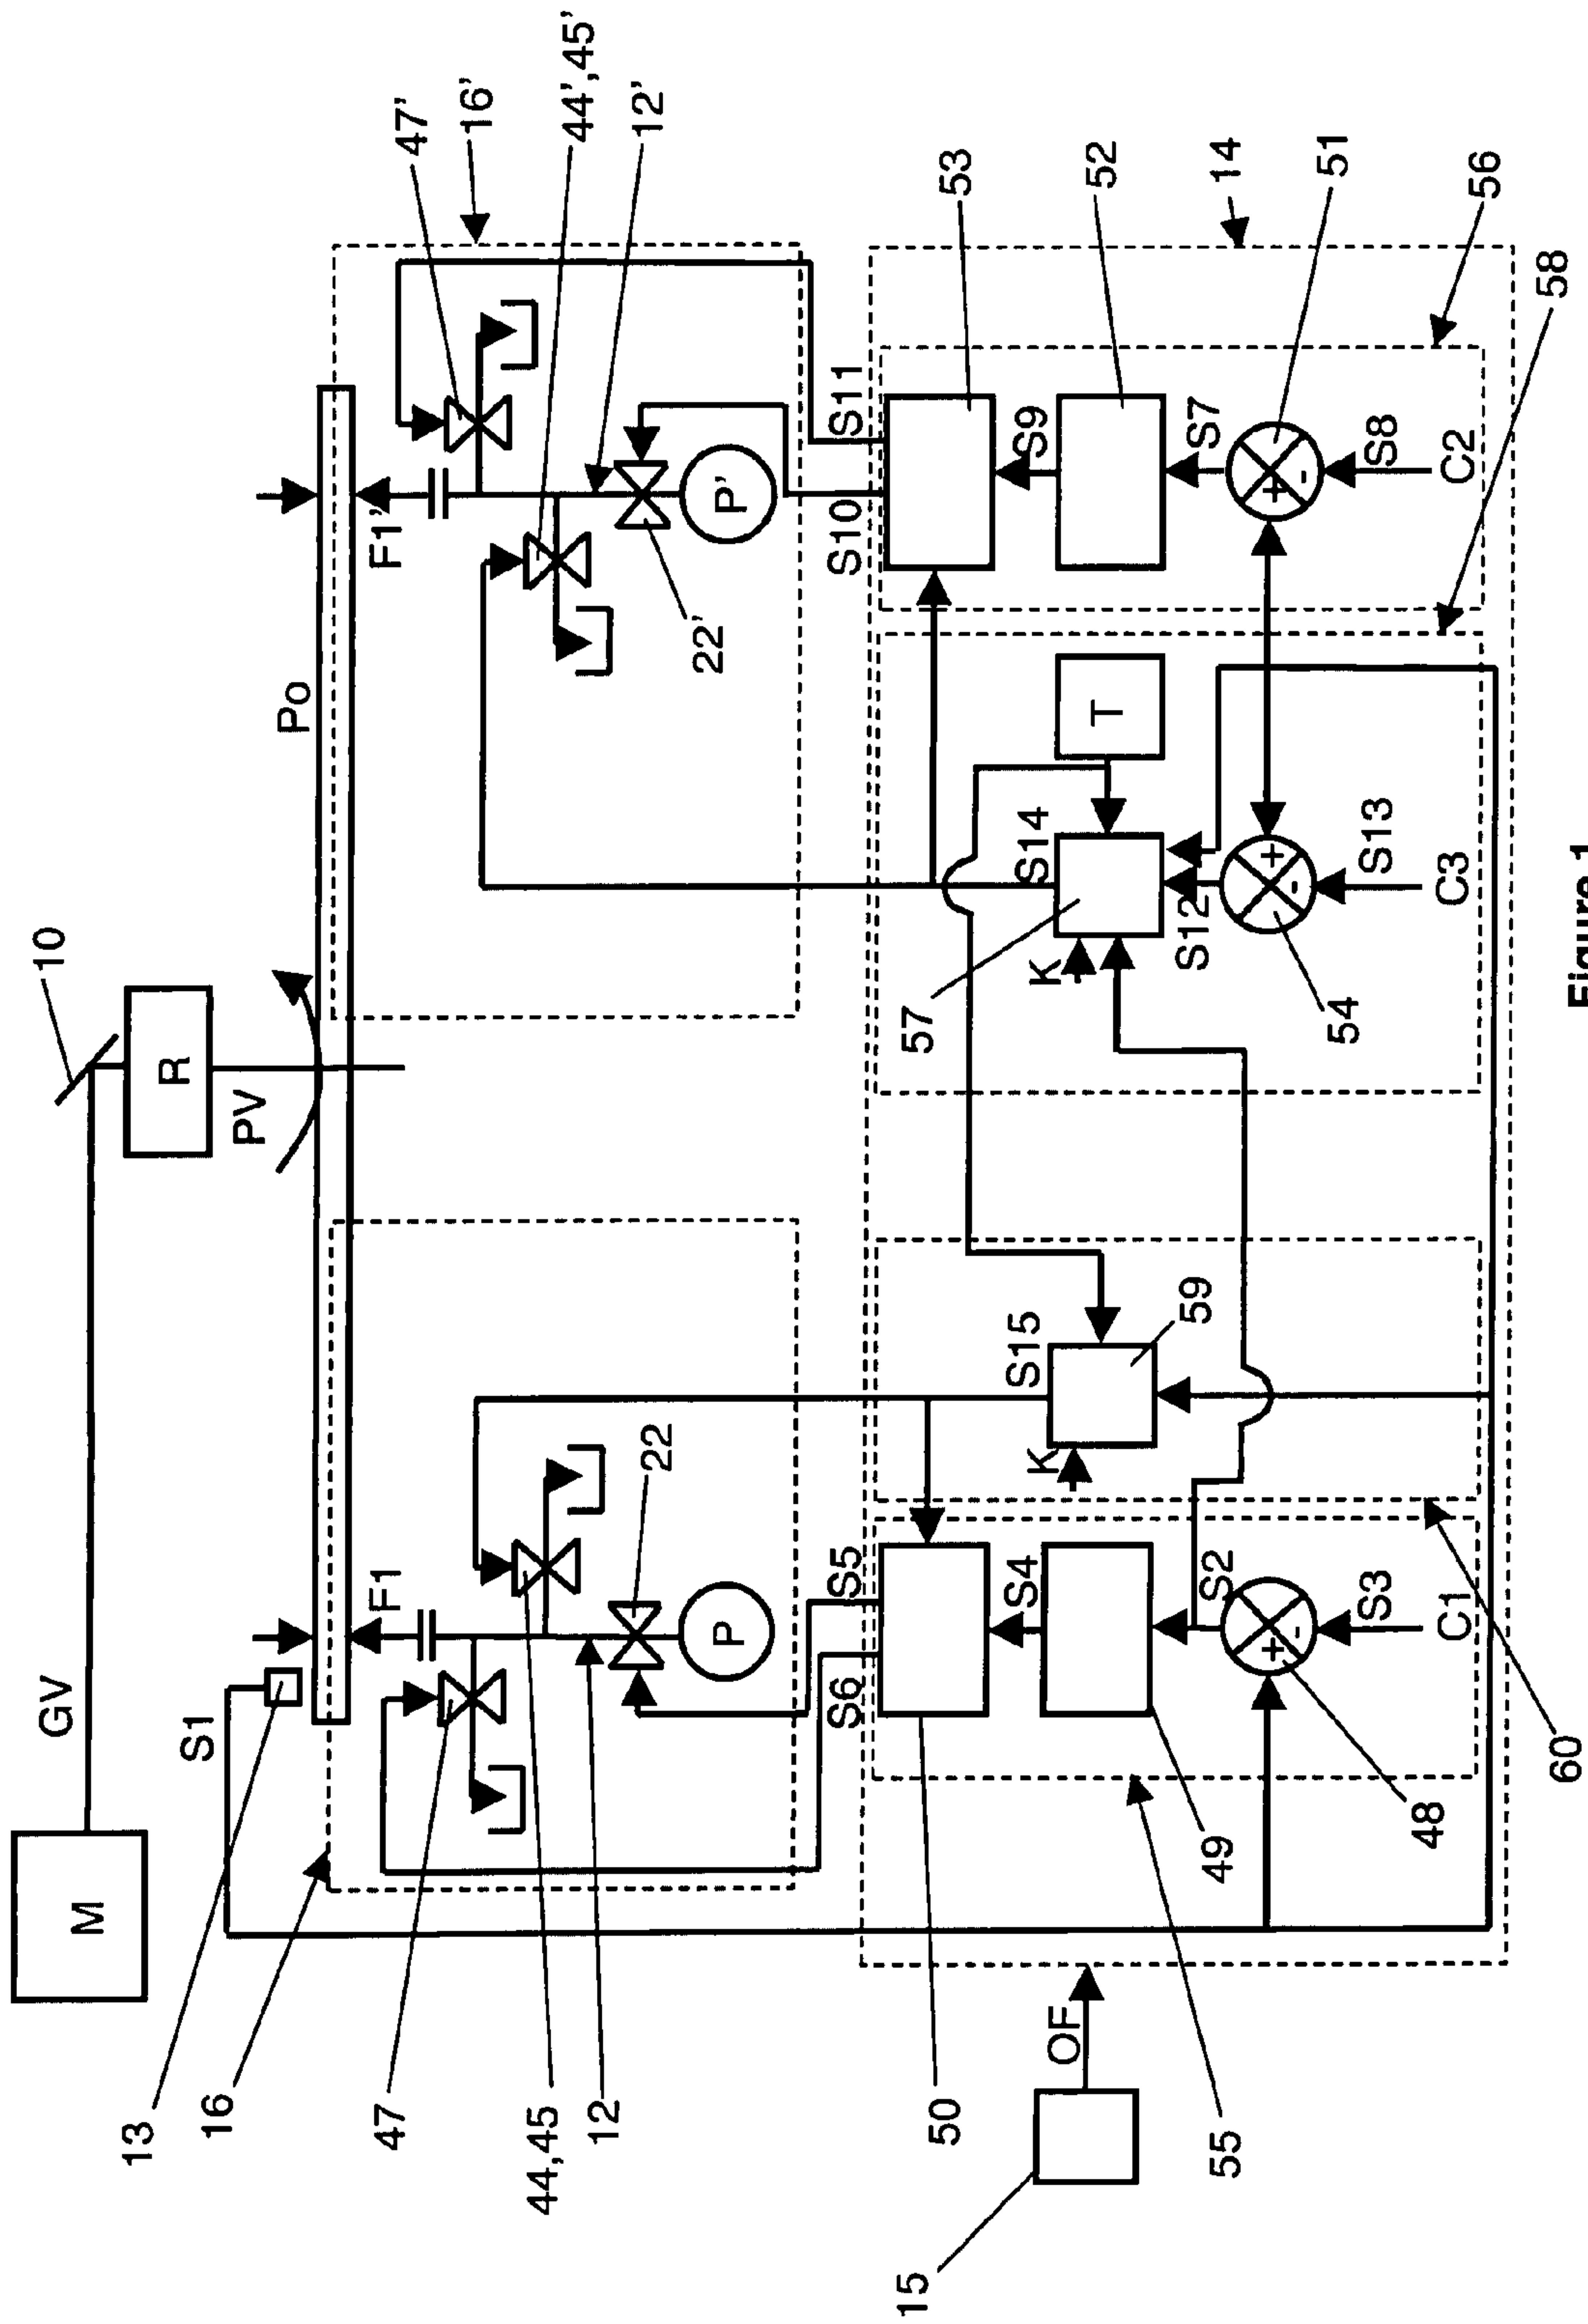 M
GV
10
R
PV
Po
S1
13
16
F1
F1'
47'
16'
44',45'
12'
47
44,45
12
22
P
P'
22'
S6
S5
S10
S11
53
52
14
51
56
58
50
S4
49
S2
48
S3
C1
55
60
K
S15
59
57
K
S14
T
S12
54
S13
C3
S9
S7
S8
C2
15
OF
Figure 1